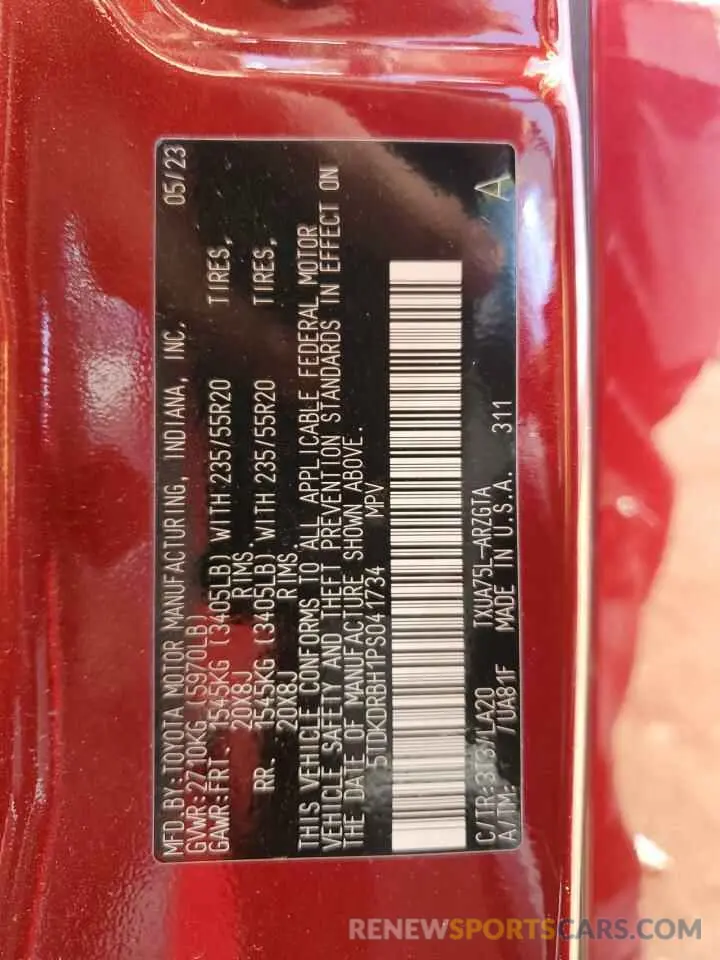 MFD.BY:TOYOTA MOTOR MANUFACTURING, INDIANA, INC. 05/23
GVWR:2710KG (5970LB)
GAWR:FRT. 1545KG (3405LB) WITH 235/55R20 TIRES,
20X8J RIMS.
RR. 1545KG (3405LB) WITH 235/55R20 TIRES,
20X8J RIMS.
THIS VEHICLE CONFORMS TO ALL APPLICABLE FEDERAL MOTOR
VEHICLE SAFETY AND THEFT PREVENTION STANDARDS IN EFFECT ON
THE DATE OF MANUFACTURE SHOWN ABOVE.
5TDKDRBH1PS041734 MPV
C/TR:3T3/LA20 TXUA75L-ARZGTA A
A/TM: /UA81F MADE IN U.S.A. 311
RENEWSPORTSCARS.COM